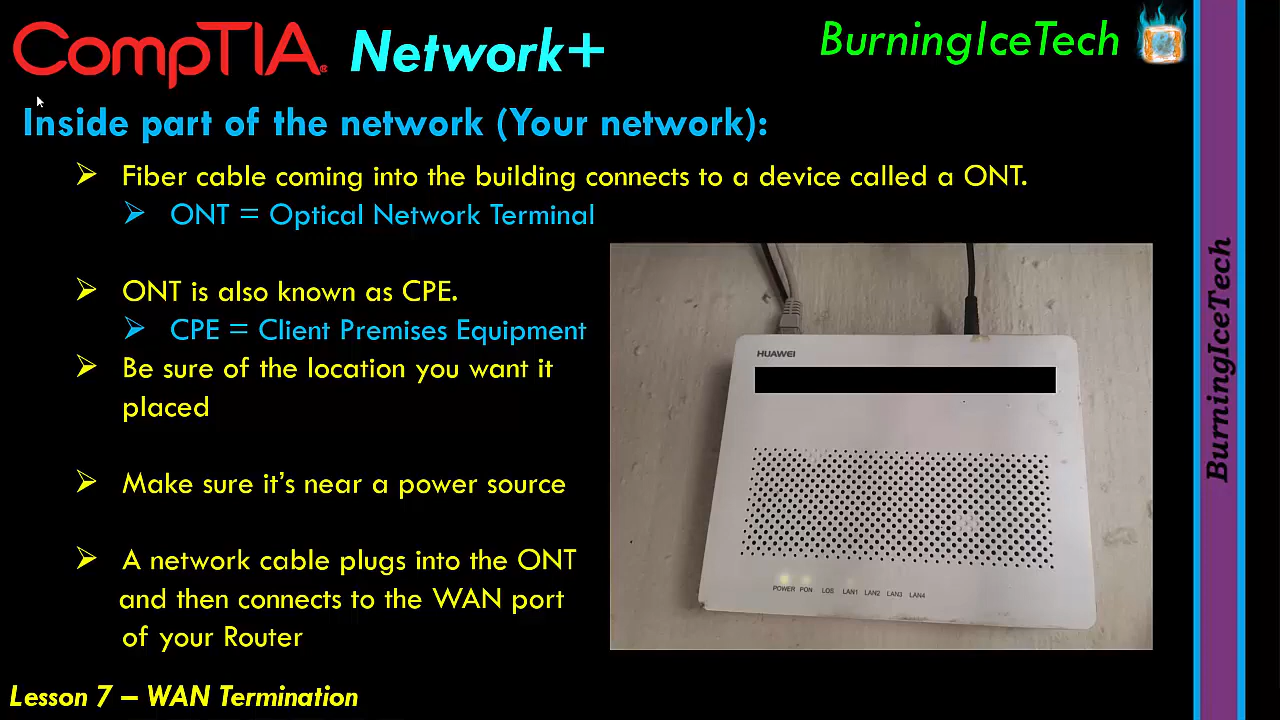 CompTIA® Network+
BurningIceTech
Inside part of the network (Your network):
Fiber cable coming into the building connects to a device called a ONT.
ONT = Optical Network Terminal
ONT is also known as CPE.
CPE = Client Premises Equipment
Be sure of the location you want it
placed
Make sure it's near a power source
A network cable plugs into the ONT
and then connects to the WAN port
of your Router
HUAWEI
POWER PON LOS LAN1 LAN2 LAN3 LAN4
BurningIceTech
Lesson 7 – WAN Termination